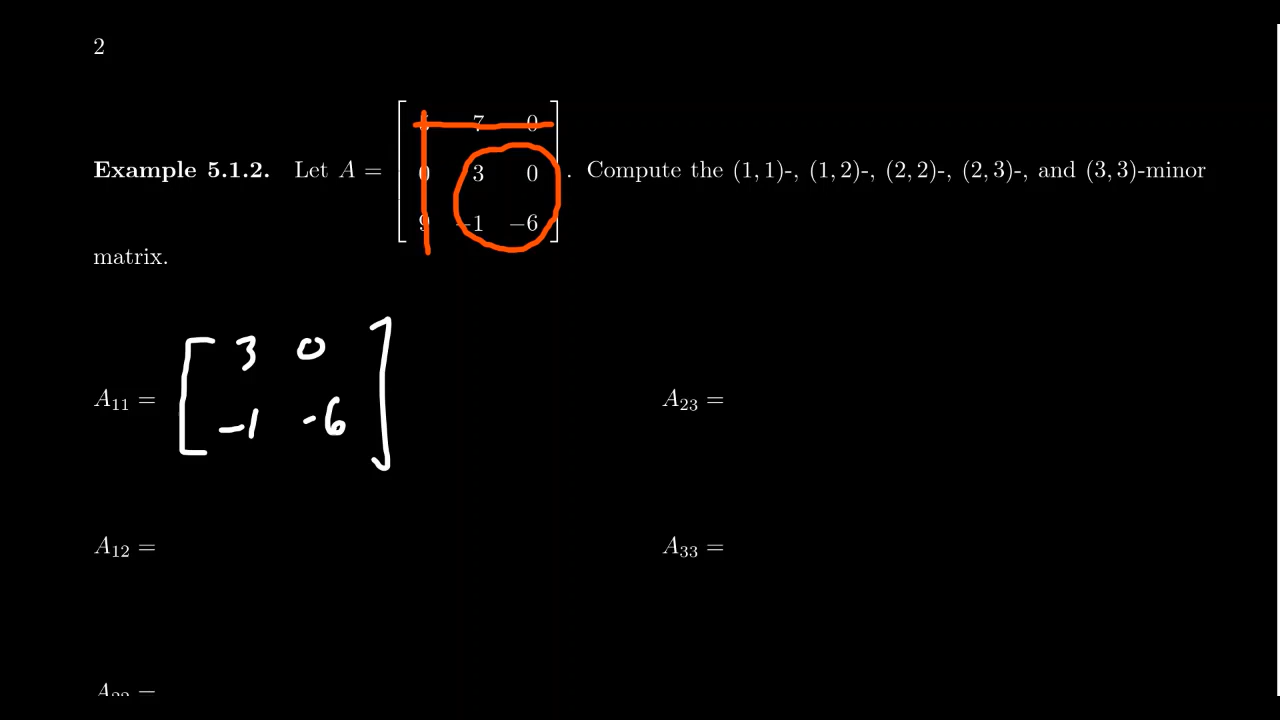 2
7 0
Example 5.1.2. Let A = [ 0 3 0 ]. Compute the (1, 1)-, (1, 2)-, (2, 2)-, (2, 3)-, and (3, 3)-minor
9 −1 −6
matrix.
3 0
A11 = A23 =
-1 -6
A12 = A33 =